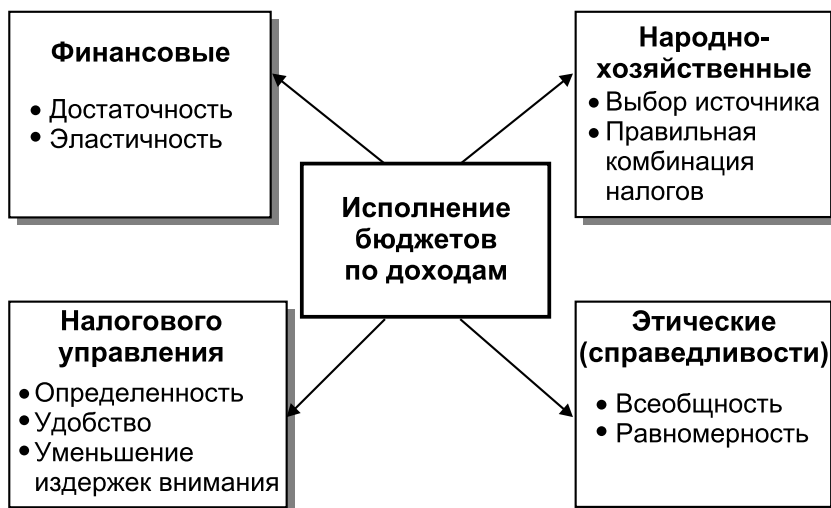 Финансовые
• Достаточность
• Эластичность
Народно-
хозяйственные
• Выбор источника
• Правильная
комбинация
налогов
Исполнение
бюджетов
по доходам
Налогового
управления
• Определенность
• Удобство
• Уменьшение
издержек внимания
Этические
(справедливости)
• Всеобщность
• Равномерность